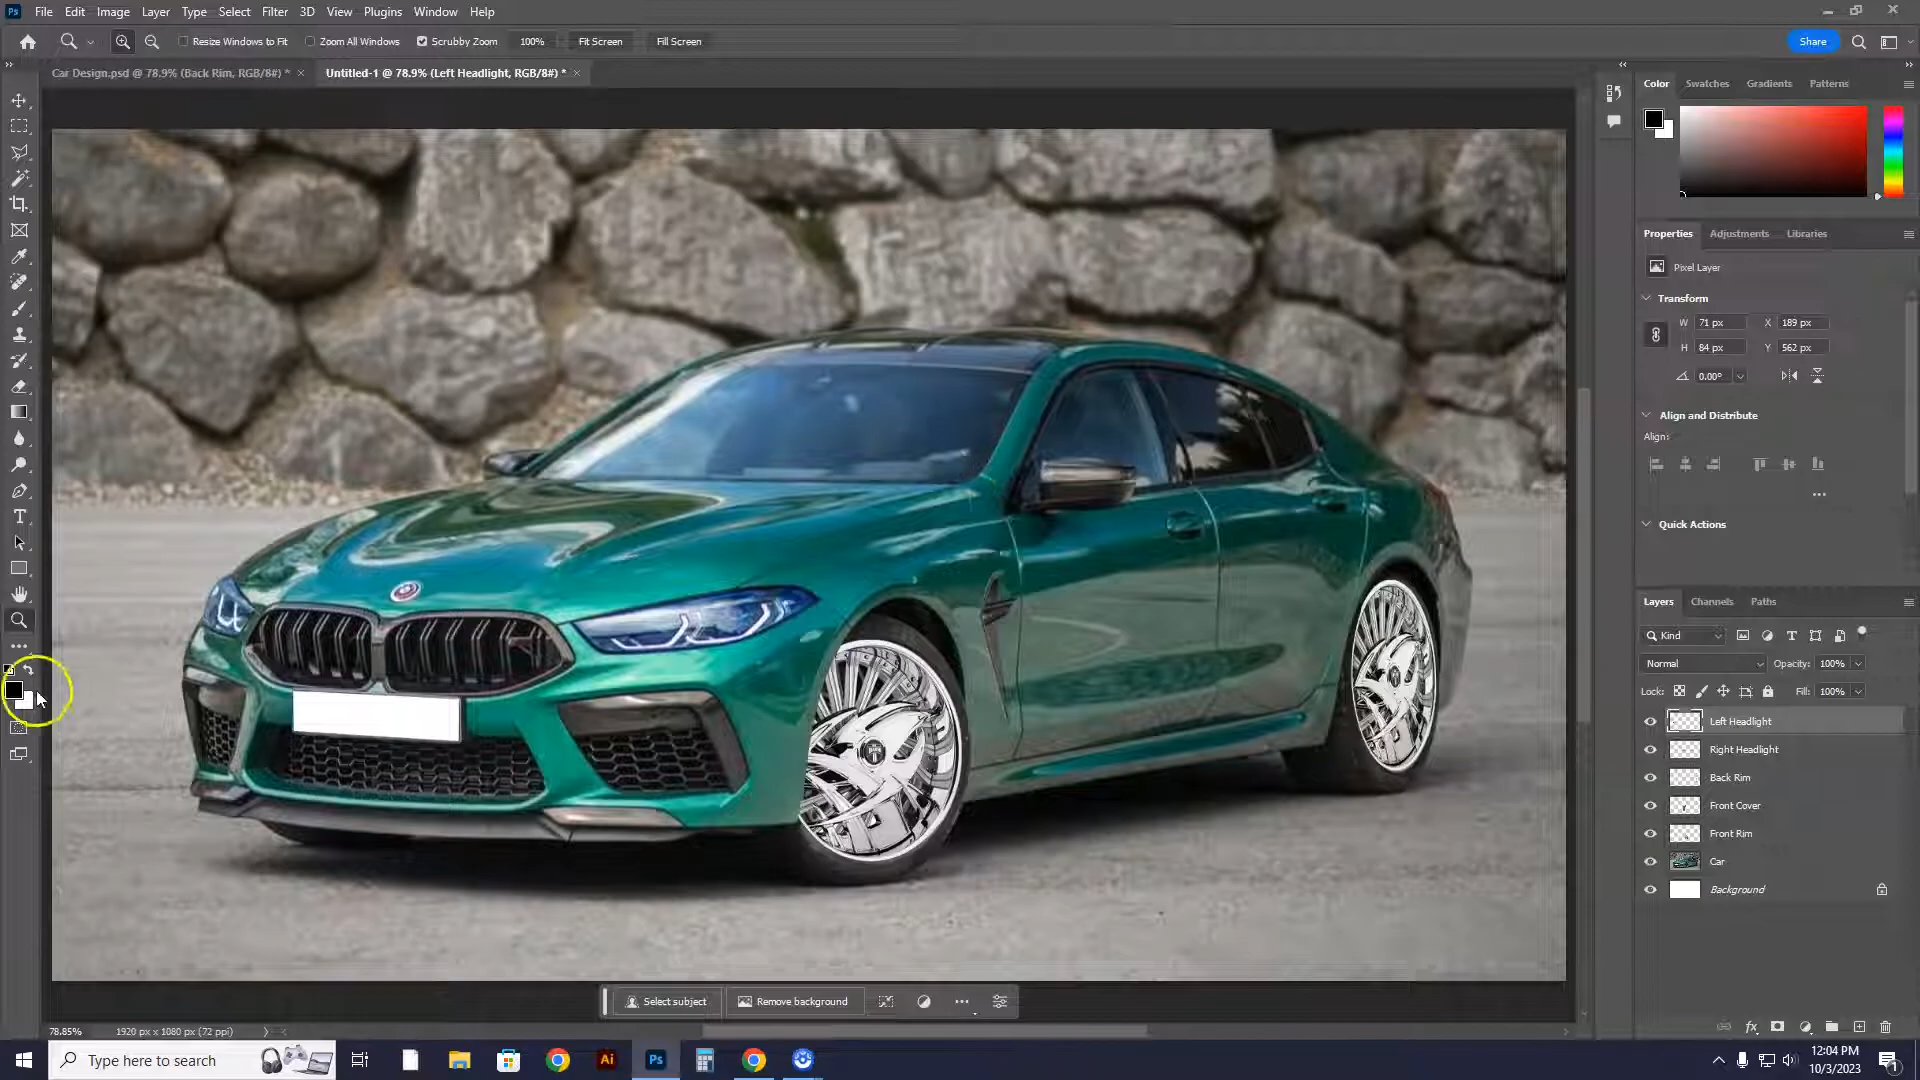 Ps File Edit Image Layer Type Select Filter 3D View Plugins Window Help
Resize Windows to Fit Zoom All Windows Scrubby Zoom 100% Fit Screen Fill Screen Share
Car Design.psd @ 78.9% (Back Rim, RGB/8#) * × Untitled-1 @ 78.9% (Left Headlight, RGB/8#) * ×
Color Swatches Gradients Patterns
Properties Adjustments Libraries
Pixel Layer
Transform
W 71 px X 189 px
H 84 px Y 562 px
0.00°
Align and Distribute
Align:
Quick Actions
Layers Channels Paths
Kind
Normal Opacity: 100%
Lock: Fill: 100%
Left Headlight
Right Headlight
Back Rim
Front Cover
Front Rim
Car
Background
Select subject Remove background
78.85% 1920 px x 1080 px (72 ppi)
Type here to search
Ai Ps
12:04 PM
10/3/2023
1